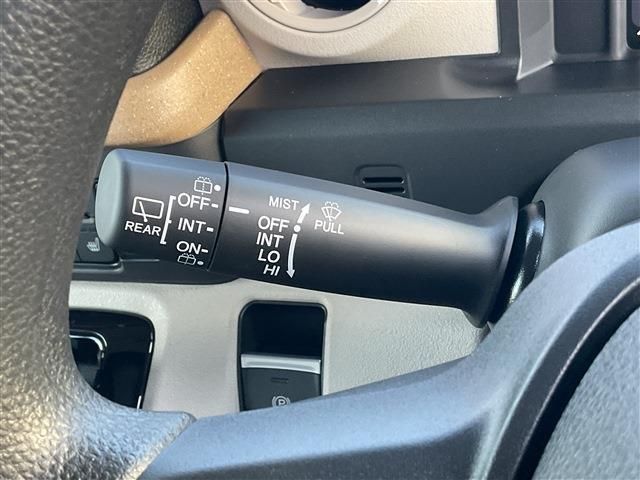 REAR
OFF
INT
ON
MIST
OFF
INT
LO
HI
PULL
P